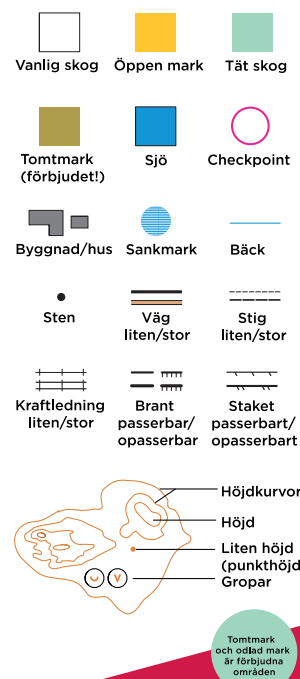 Vanlig skog Öppen mark Tät skog
Tomtmark
(förbjudet!)
Sjö
Checkpoint
Byggnad/hus Sankmark Bäck
Sten
Väg
liten/stor
Stig
liten/stor
Kraftledning
liten/stor
Brant
passerbar/
opasserbar
Staket
passerbart/
opasserbart
Höjdkurvor
Höjd
Liten höjd
(punkthöjd
Gropar
Tomtmark
och odlad mark
är förbjudna
områden